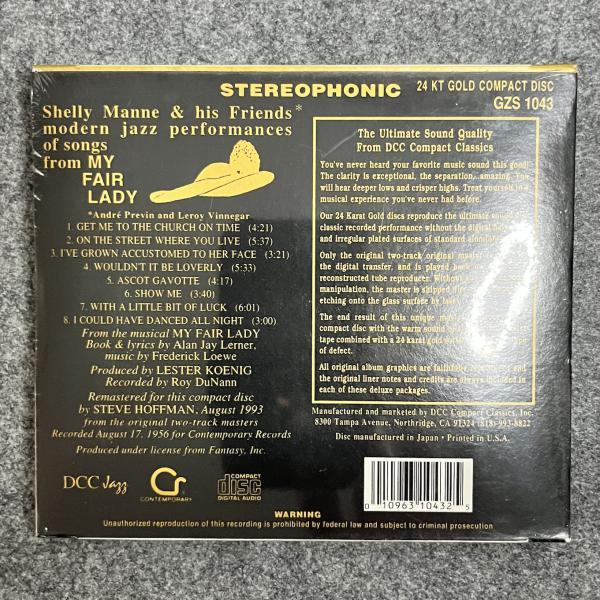 STEREOPHONIC
24 KT GOLD COMPACT DISC
GZS 1043
Shelly Manne & his Friends*
modern jazz performances
of songs
from MY
FAIR
LADY
*André Previn and Leroy Vinnegar
1. GET ME TO THE CHURCH ON TIME (4:21)
2. ON THE STREET WHERE YOU LIVE (5:37)
3. I'VE GROWN ACCUSTOMED TO HER FACE (3:21)
4. WOULDN'T IT BE LOVERLY (5:33)
5. ASCOT GAVOTTE (4:17)
6. SHOW ME (3:40)
7. WITH A LITTLE BIT OF LUCK (6:01)
8. I COULD HAVE DANCED ALL NIGHT (3:00)
From the musical MY FAIR LADY
Book & lyrics by Alan Jay Lerner,
music by Frederick Loewe
Produced by LESTER KOENIG
Recorded by Roy DuNann
Remastered for this compact disc
by STEVE HOFFMAN, August 1993
from the original two-track masters
Recorded August 17, 1956 for Contemporary Records
Produced under license from Fantasy, Inc.
The Ultimate Sound Quality
From DCC Compact Classics
You've never heard your favorite music sound this good!
The clarity is exceptional, the separation...amazing. You
will hear deeper lows and crisper highs. Treat yourself to a
musical experience you've never had before.
Our 24 Karat Gold discs reproduce the ultimate sound
classic recorded performance without the digital
and irregular plated surfaces of standard
Only the original two-track original master
the digital transfer, and is played back
reconstructed tube reproducer. Without
manipulation, the master is shipped
etching onto the glass surface by laser
The end result of this unique
compact disc with the warm sound
tape combined with a 24 karat gold
of defect.
All original album graphics are faithfully reproduced and
the original liner notes and credits are always included in
each of these deluxe packages.
Manufactured and marketed by DCC Compact Classics, Inc.
8300 Tampa Avenue, Northridge, CA 91324 (818)-993-8822
Disc manufactured in Japan • Printed in U.S.A.
DCC Jazz
CONTEMPORARY
COMPACT
disc
DIGITAL AUDIO
0 10963 10432 5
WARNING
Unauthorized reproduction of this recording is prohibited by federal law and subject to criminal prosecution